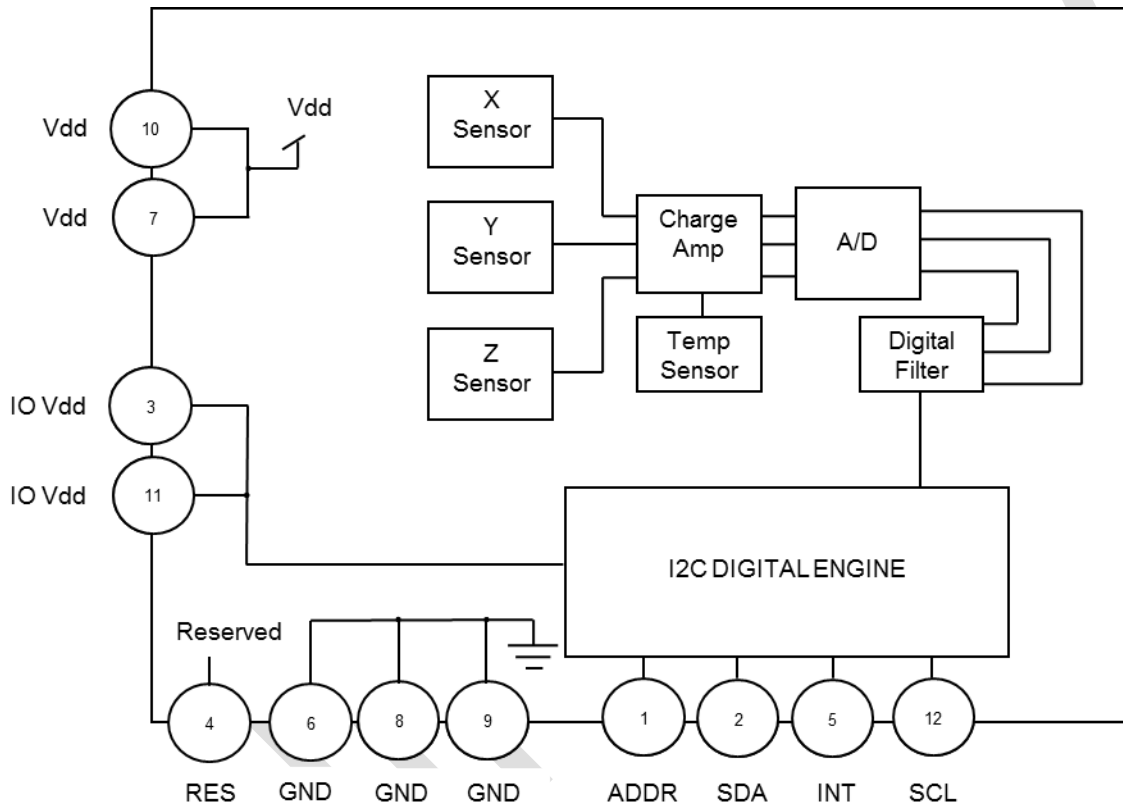 Vdd
10
Vdd
Vdd
7
X
Sensor
Y
Sensor
Z
Sensor
Charge
Amp
A/D
Temp
Sensor
Digital
Filter
IO Vdd
3
IO Vdd
11
I2C DIGITAL ENGINE
Reserved
4
6
8
9
1
2
5
12
RES
GND
GND
GND
ADDR
SDA
INT
SCL